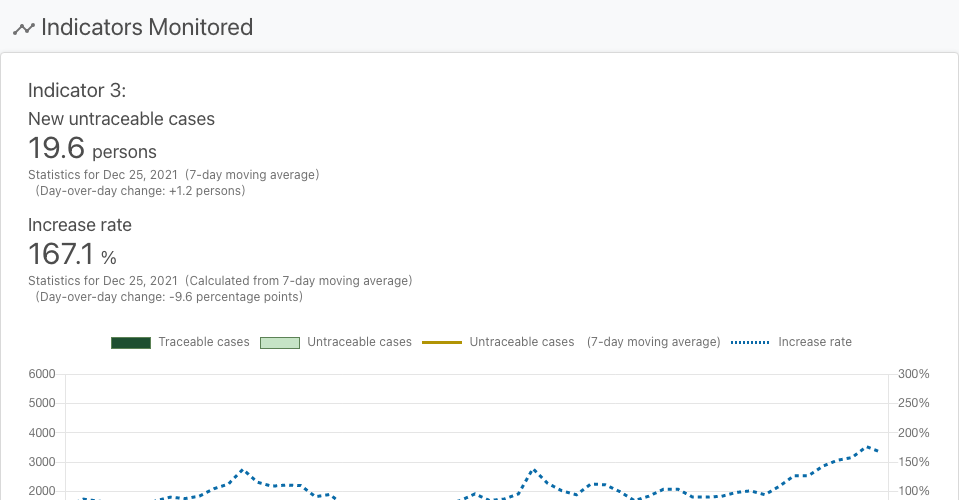 Indicators Monitored
Indicator 3:
New untraceable cases
19.6 persons
Statistics for Dec 25, 2021 (7-day moving average)
(Day-over-day change: +1.2 persons)
Increase rate
167.1 %
Statistics for Dec 25, 2021 (Calculated from 7-day moving average)
(Day-over-day change: -9.6 percentage points)
Traceable cases Untraceable cases Untraceable cases (7-day moving average) Increase rate
6000 300%
5000 250%
4000 200%
3000 150%
2000 100%